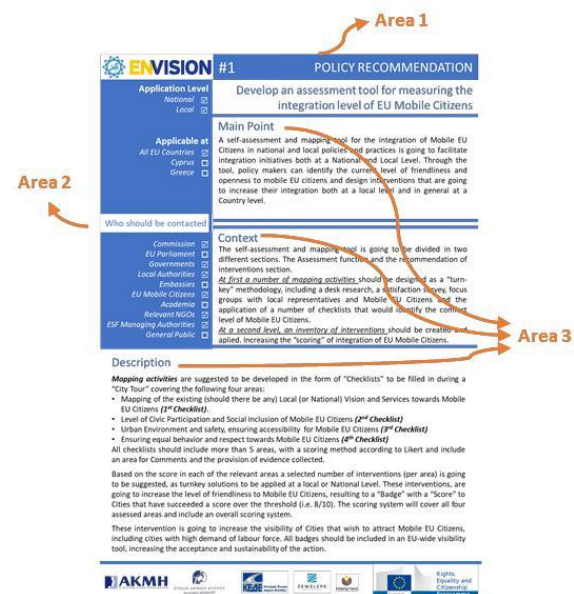 Area 1
ENVISION #1 POLICY RECOMMENDATION
Application Level
National ☑
Local ☑
Develop an assessment tool for measuring the
integration level of EU Mobile Citizens
Applicable at
All EU Countries ☑
Cyprus ☐
Greece ☐
Main Point
A self-assessment and mapping tool for the integration of Mobile EU
Citizens in national and local policies and practices is going to facilitate
integration initiatives both at a National and Local Level. Through the
tool, policy makers can identify the current level of friendliness and
openness to mobile EU citizens and design interventions that are going
to increase their integration both at a local level and in general at a
Country level.
Area 2
Who should be contacted
Commission ☑
EU Parliament ☐
Governments ☑
Local Authorities ☑
Embassies ☐
EU Mobile Citizens ☑
Academia ☐
Relevant NGOs ☑
ESF Managing Authorities ☑
General Public ☐
Context
The self-assessment and mapping tool is going to be divided in two
different sections. The Assessment function and the recommendation of
interventions section.
At first a number of mapping activities should be designed as a "turn-
key" methodology, including a desk research, a satisfaction survey, focus
groups with local representatives and Mobile EU Citizens and the
application of a number of checklists that would identify the comfort
level of Mobile EU Citizens.
At a second level, an inventory of interventions should be created and
aplied. Increasing the "scoring" of integration of EU Mobile Citizens.
Area 3
Description
Mapping activities are suggested to be developed in the form of "Checklists" to be filled in during a
"City Tour" covering the following four areas:
• Mapping of the existing (should there be any) Local (or National) Vision and Services towards Mobile
EU Citizens (1st Checklist).
• Level of Civic Participation and Social Inclusion of Mobile EU Citizens (2nd Checklist)
• Urban Environment and safety, ensuring accessibility for Mobile EU Citizens (3rd Checklist)
• Ensuring equal behavior and respect towards Mobile EU Citizens (4th Checklist)
All checklists should include more than 5 areas, with a scoring method according to Likert and include
an area for Comments and the provision of evidence collected.
Based on the score in each of the relevant areas a selected number of interventions (per area) is going
to be suggested, as turnkey solutions to be applied at a local or National Level. These interventions, are
going to increase the level of friendliness to Mobile EU Citizens, resulting to a "Badge" with a "Score" to
Cities that have succeeded a score over the threshold (i.e. 8/10). The scoring system will cover all four
assessed areas and include an overall scoring system.
These intervention is going to increase the visibility of Cities that wish to attract Mobile EU Citizens,
including cities with high demand of labour force. All badges should be included in an EU-wide visibility
tool, increasing the acceptance and sustainability of the action.
AKMH
ΚΕΔΕ
ZEWELEPE
Rights,
Equality and
Citizenship